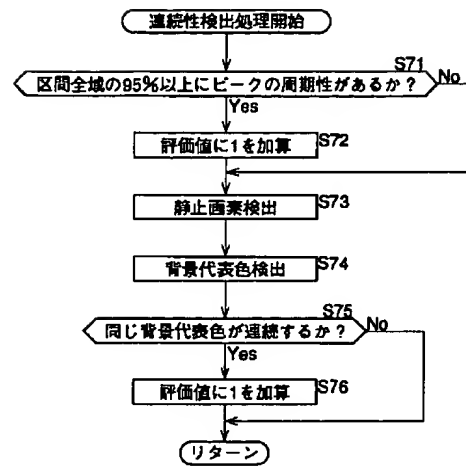 連続性検出処理開始
S71
区間全域の95%以上にピークの周期性があるか？
No
Yes
評価値に1を加算
S72
静止画素検出
S73
背景代表色検出
S74
S75
同じ背景代表色が連続するか？
No
Yes
評価値に1を加算
S76
リターン